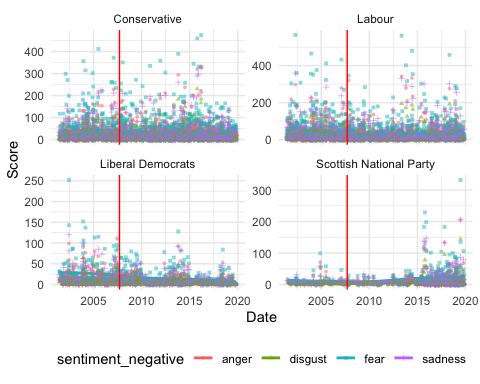 Conservative
Labour
400
300
200
100
0
400
200
0
Score
Liberal Democrats
Scottish National Party
250
200
150
100
50
0
300
200
100
0
2005 2010 2015 2020
2005 2010 2015 2020
Date
sentiment_negative anger disgust fear sadness